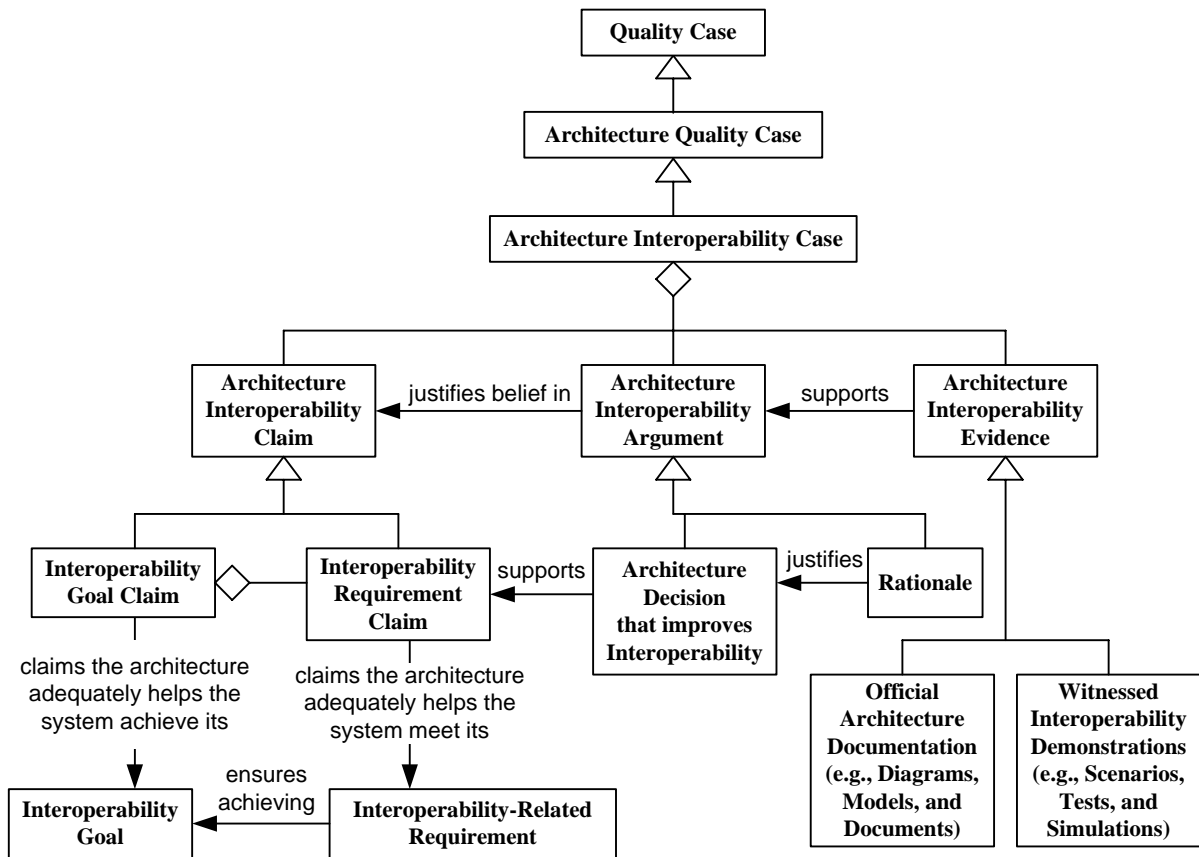 Quality Case
Architecture Quality Case
Architecture Interoperability Case
Architecture
Interoperability
Claim
justifies belief in
Architecture
Interoperability
Argument
supports
Architecture
Interoperability
Evidence
Interoperability
Goal Claim
Interoperability
Requirement
Claim
supports
Architecture
Decision
that improves
Interoperability
justifies
Rationale
claims the architecture
adequately helps the
system achieve its
claims the architecture
adequately helps the
system meet its
Official
Architecture
Documentation
(e.g., Diagrams,
Models, and
Documents)
Witnessed
Interoperability
Demonstrations
(e.g., Scenarios,
Tests, and
Simulations)
Interoperability
Goal
ensures
achieving
Interoperability-Related
Requirement